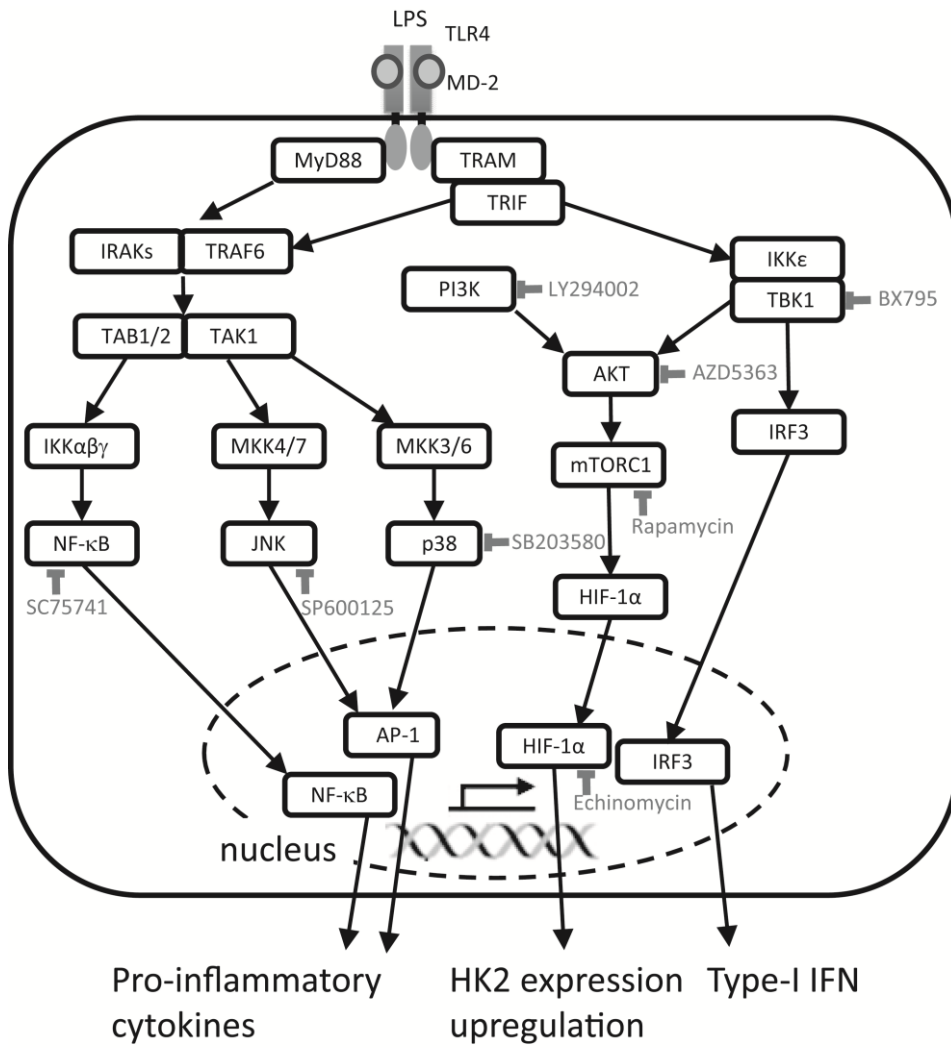 LPS
TLR4
MD-2
MyD88
TRAM
TRIF
IRAKs
TRAF6
IKKε
PI3K
LY294002
TBK1
BX795
TAB1/2
TAK1
AKT
AZD5363
IKKαβγ
MKK4/7
MKK3/6
mTORC1
IRF3
Rapamycin
NF-κB
JNK
p38
SB203580
SC75741
SP600125
HIF-1α
AP-1
HIF-1α
IRF3
NF-κB
Echinomycin
nucleus
Pro-inflammatory
cytokines
HK2 expression
upregulation
Type-I IFN